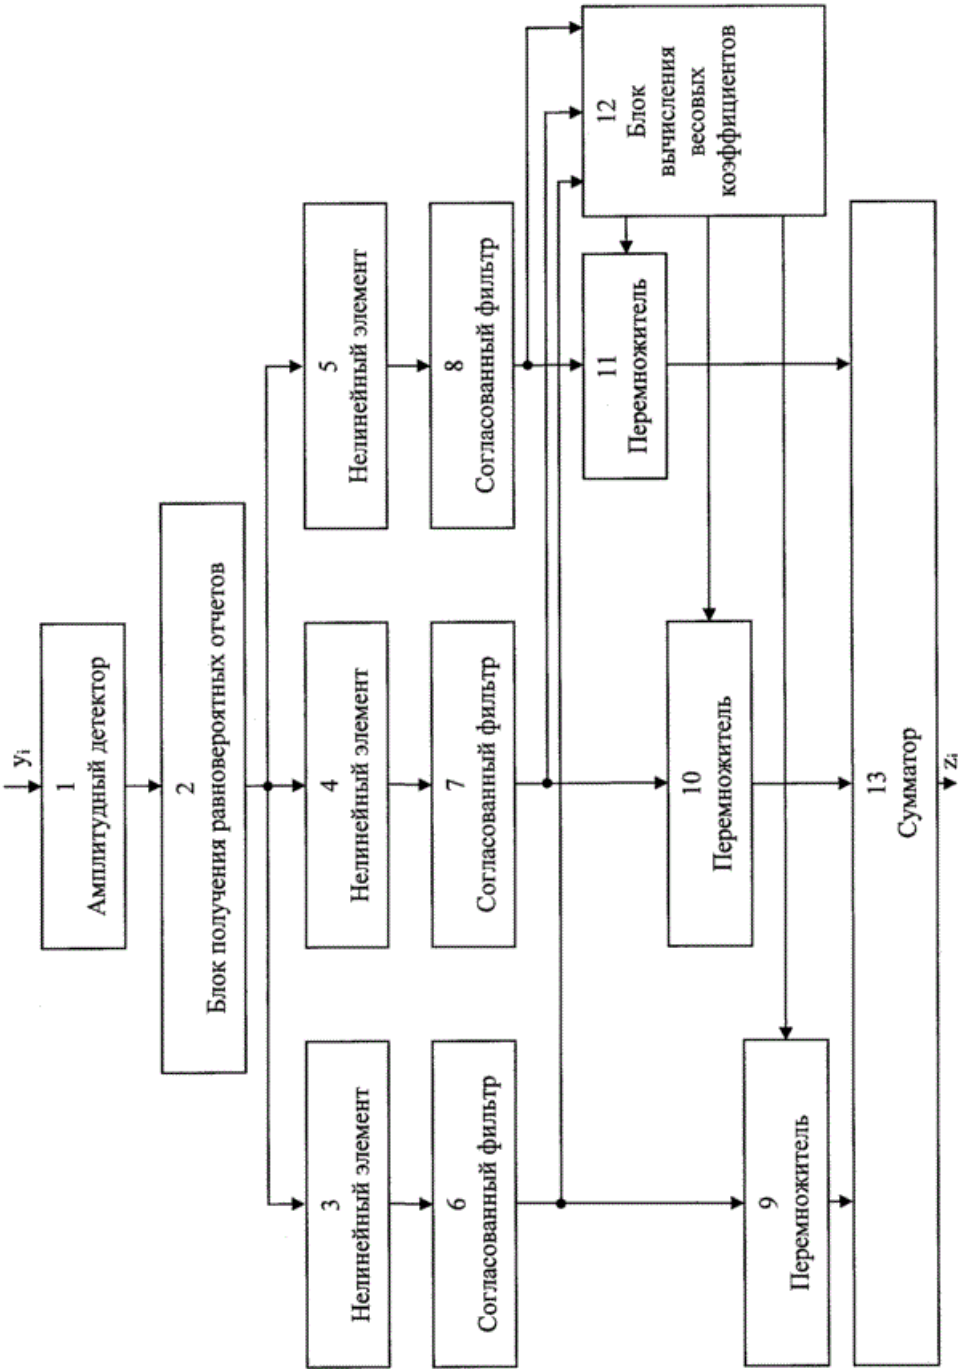 yᵢ
1
Амплитудный детектор
2
Блок получения равновероятных отчетов
3
Нелинейный элемент
4
Нелинейный элемент
5
Нелинейный элемент
6
Согласованный фильтр
7
Согласованный фильтр
8
Согласованный фильтр
9
Перемножитель
10
Перемножитель
11
Перемножитель
12
Блок
вычисления
весовых
коэффициентов
13
Сумматор
zᵢ